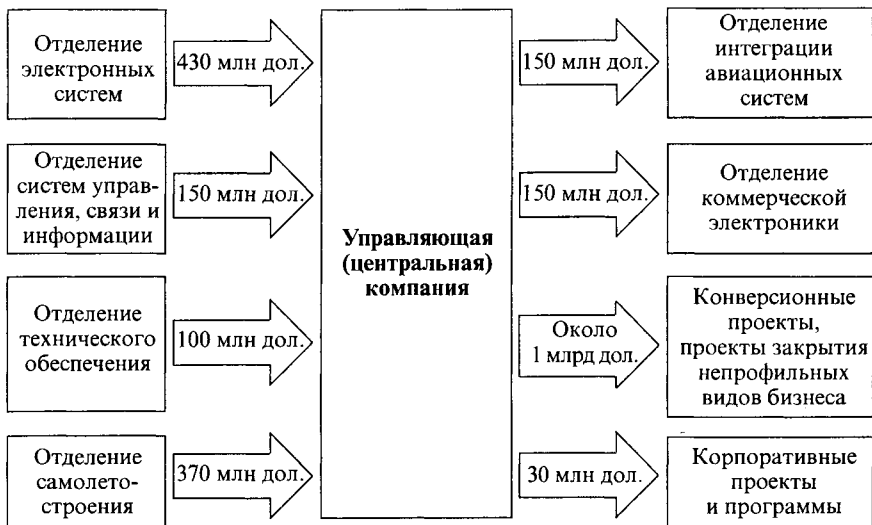 Отделение
электронных
систем
430 млн дол.
Отделение
систем управ-
ления, связи и
информации
150 млн дол.
Отделение
технического
обеспечения
100 млн дол.
Отделение
самолето-
строения
370 млн дол.
Управляющая
(центральная)
компания
150 млн дол.
Отделение
интеграции
авиационных
систем
150 млн дол.
Отделение
коммерческой
электроники
Около
1 млрд дол.
Конверсионные
проекты,
проекты закрытия
непрофильных
видов бизнеса
30 млн дол.
Корпоративные
проекты
и программы